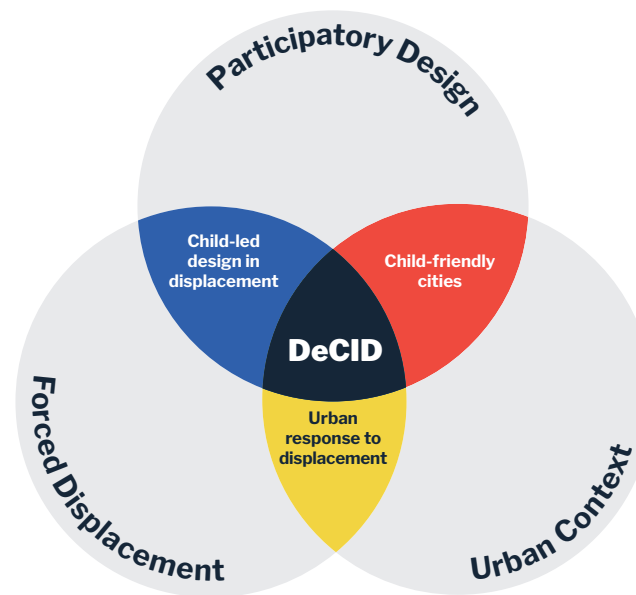 Participatory Design
Child-led
design in
displacement
Child-friendly
cities
DeCID
Urban
response to
displacement
Forced Displacement
Urban Context